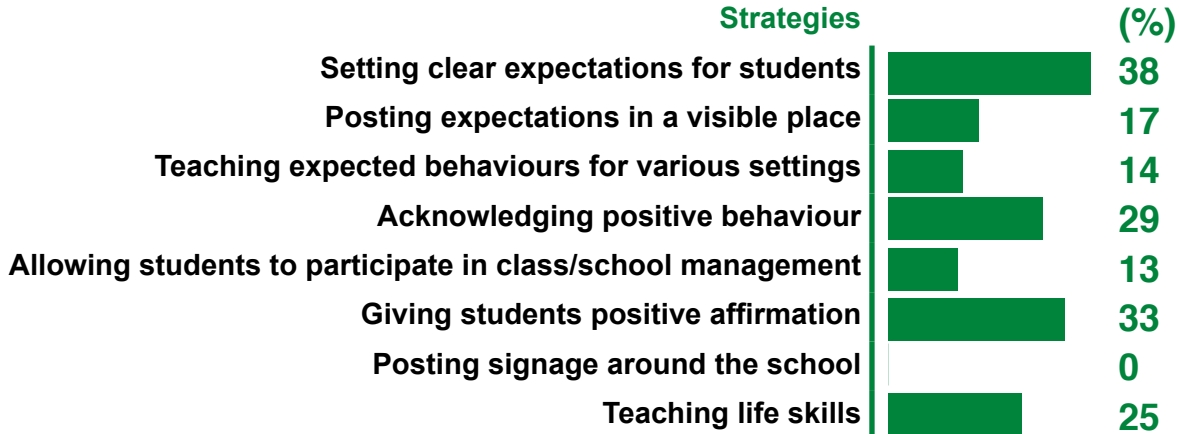 Strategies (%)
Setting clear expectations for students 38
Posting expectations in a visible place 17
Teaching expected behaviours for various settings 14
Acknowledging positive behaviour 29
Allowing students to participate in class/school management 13
Giving students positive affirmation 33
Posting signage around the school 0
Teaching life skills 25